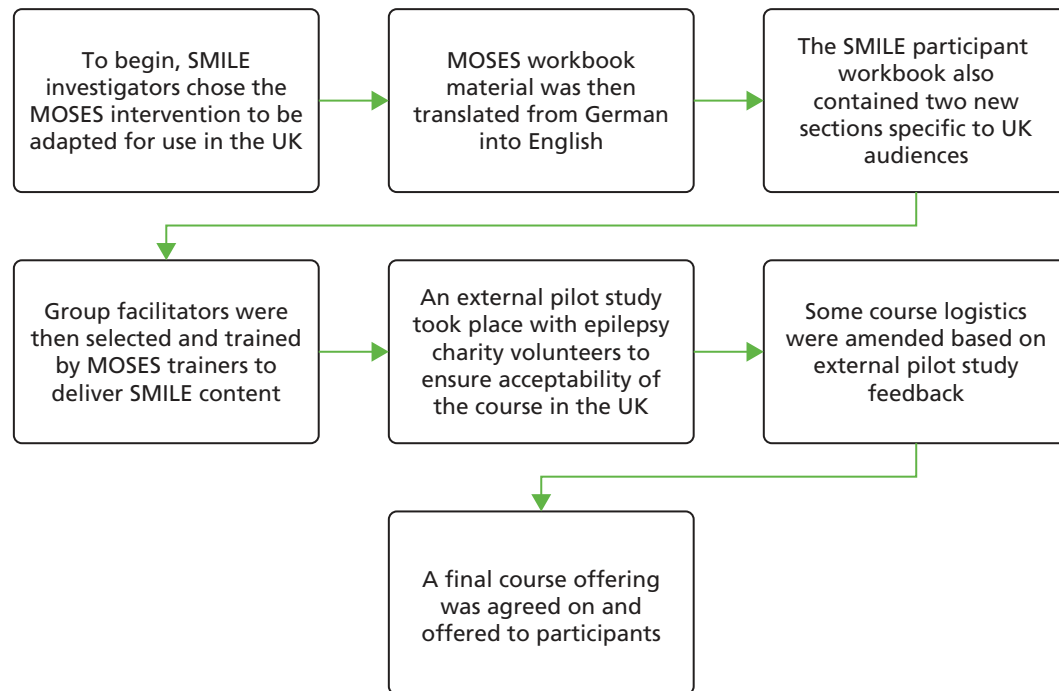 To begin, SMILE
investigators chose the
MOSES intervention to be
adapted for use in the UK
MOSES workbook
material was then
translated from German
into English
The SMILE participant
workbook also
contained two new
sections specific to UK
audiences
Group facilitators were
then selected and trained
by MOSES trainers to
deliver SMILE content
An external pilot study
took place with epilepsy
charity volunteers to
ensure acceptability of
the course in the UK
Some course logistics
were amended based on
external pilot study
feedback
A final course offering
was agreed on and
offered to participants